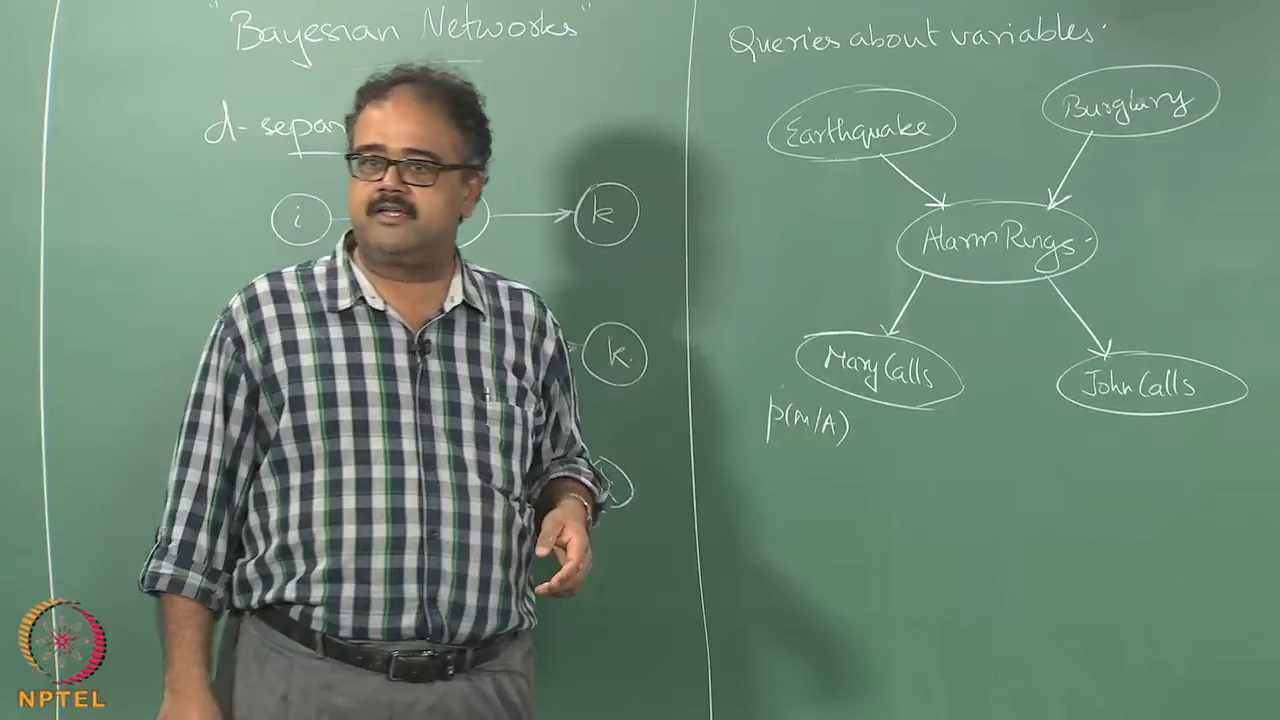 "Bayesian Networks"
d-separ
i
k
k
Queries about variables.
Earthquake
Burglary
Alarm Rings
Mary Calls
John Calls
p(M/A)
NPTEL